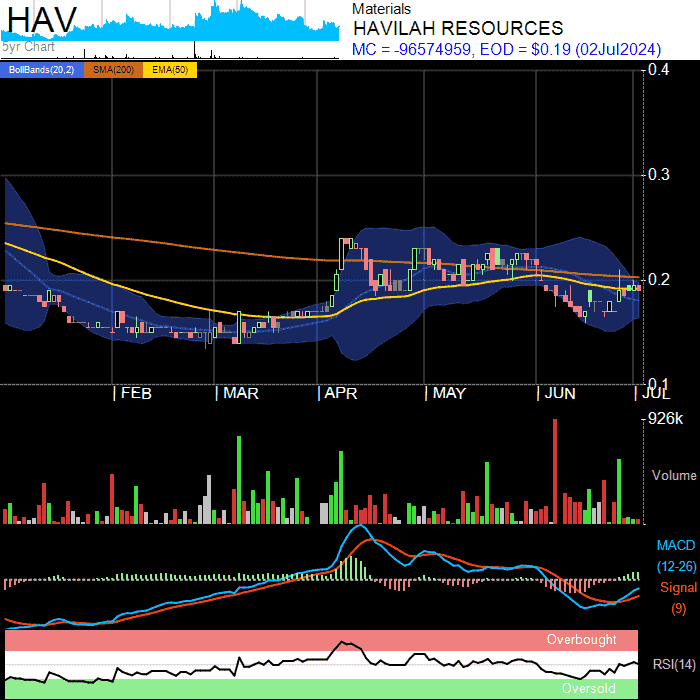 HAV
5yr Chart
Materials
HAVILAH RESOURCES
MC = -96574959, EOD = $0.19 (02Jul2024)
BollBands(20,2) SMA(200) EMA(50)
0.4
0.3
0.2
0.1
FEB MAR APR MAY JUN JUL
926k
Volume
MACD
(12-26)
Signal
(9)
Overbought
RSI(14)
Oversold